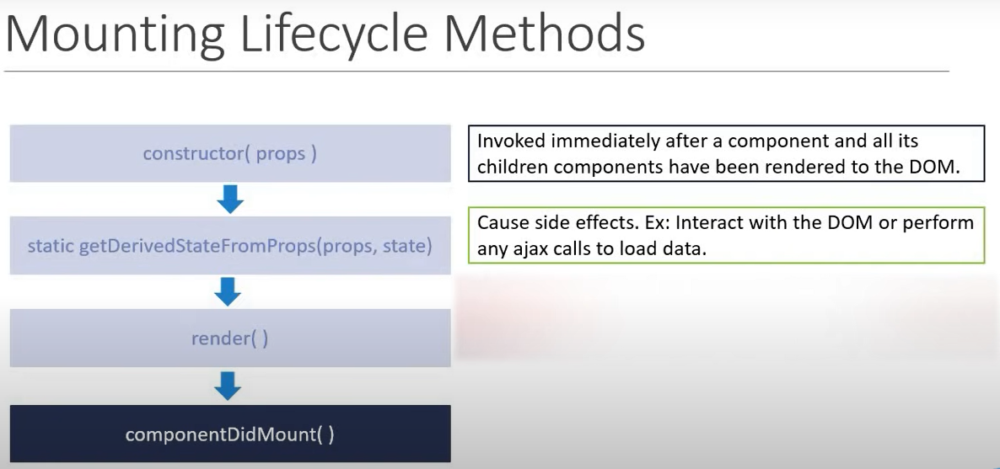 Mounting Lifecycle Methods
constructor( props )
static getDerivedStateFromProps(props, state)
render( )
componentDidMount( )
Invoked immediately after a component and all its
children components have been rendered to the DOM.
Cause side effects. Ex: Interact with the DOM or perform
any ajax calls to load data.